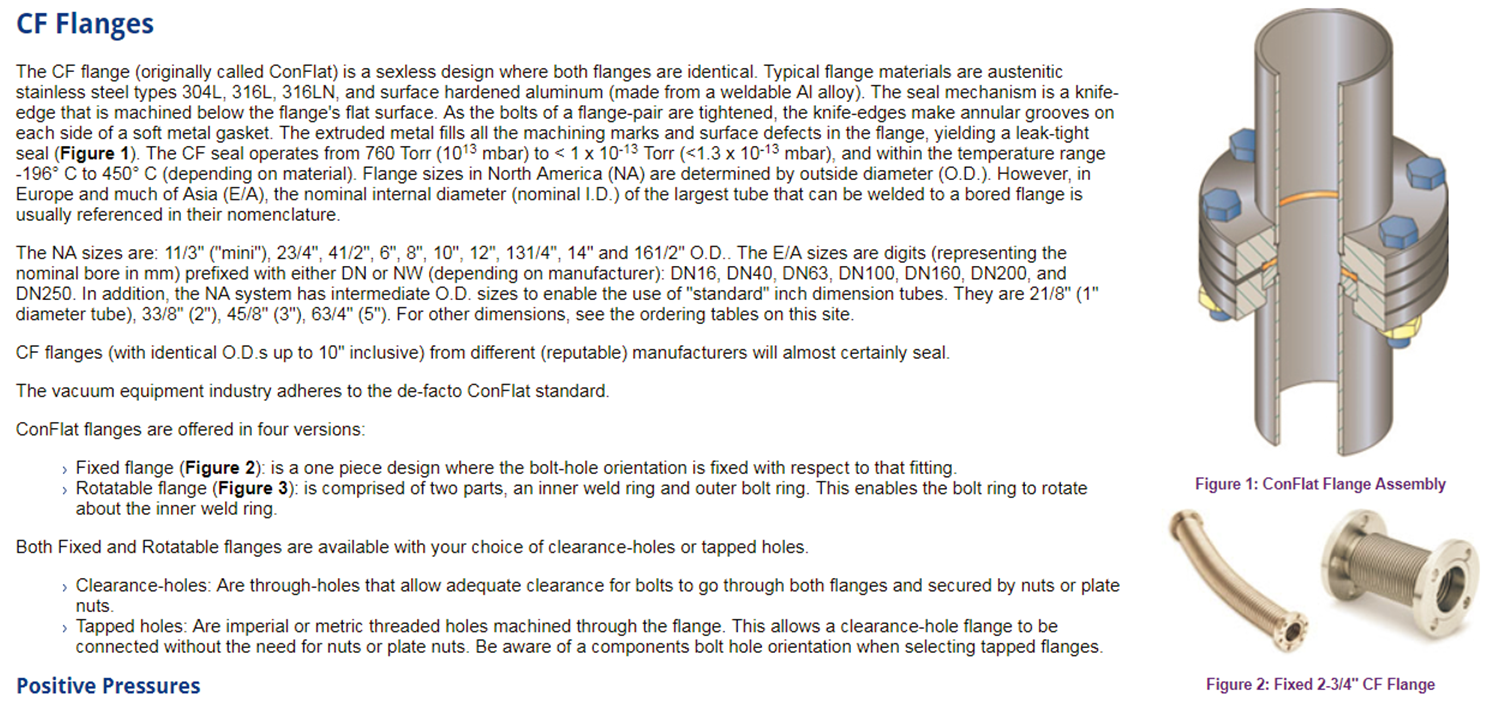 CF Flanges
The CF flange (originally called ConFlat) is a sexless design where both flanges are identical. Typical flange materials are austenitic
stainless steel types 304L, 316L, 316LN, and surface hardened aluminum (made from a weldable Al alloy). The seal mechanism is a knife-
edge that is machined below the flange's flat surface. As the bolts of a flange-pair are tightened, the knife-edges make annular grooves on
each side of a soft metal gasket. The extruded metal fills all the machining marks and surface defects in the flange, yielding a leak-tight
seal (Figure 1). The CF seal operates from 760 Torr (10¹³ mbar) to < 1 x 10⁻¹³ Torr (<1.3 x 10⁻¹³ mbar), and within the temperature range
-196° C to 450° C (depending on material). Flange sizes in North America (NA) are determined by outside diameter (O.D.). However, in
Europe and much of Asia (E/A), the nominal internal diameter (nominal I.D.) of the largest tube that can be welded to a bored flange is
usually referenced in their nomenclature.
The NA sizes are: 11/3" ("mini"), 23/4", 41/2", 6", 8", 10", 12", 131/4", 14" and 161/2" O.D.. The E/A sizes are digits (representing the
nominal bore in mm) prefixed with either DN or NW (depending on manufacturer): DN16, DN40, DN63, DN100, DN160, DN200, and
DN250. In addition, the NA system has intermediate O.D. sizes to enable the use of "standard" inch dimension tubes. They are 21/8" (1"
diameter tube), 33/8" (2"), 45/8" (3"), 63/4" (5"). For other dimensions, see the ordering tables on this site.
CF flanges (with identical O.D.s up to 10" inclusive) from different (reputable) manufacturers will almost certainly seal.
The vacuum equipment industry adheres to the de-facto ConFlat standard.
ConFlat flanges are offered in four versions:
› Fixed flange (Figure 2): is a one piece design where the bolt-hole orientation is fixed with respect to that fitting.
› Rotatable flange (Figure 3): is comprised of two parts, an inner weld ring and outer bolt ring. This enables the bolt ring to rotate
about the inner weld ring.
Both Fixed and Rotatable flanges are available with your choice of clearance-holes or tapped holes.
› Clearance-holes: Are through-holes that allow adequate clearance for bolts to go through both flanges and secured by nuts or plate
nuts.
› Tapped holes: Are imperial or metric threaded holes machined through the flange. This allows a clearance-hole flange to be
connected without the need for nuts or plate nuts. Be aware of a components bolt hole orientation when selecting tapped flanges.
Positive Pressures
Figure 1: ConFlat Flange Assembly
Figure 2: Fixed 2-3/4" CF Flange